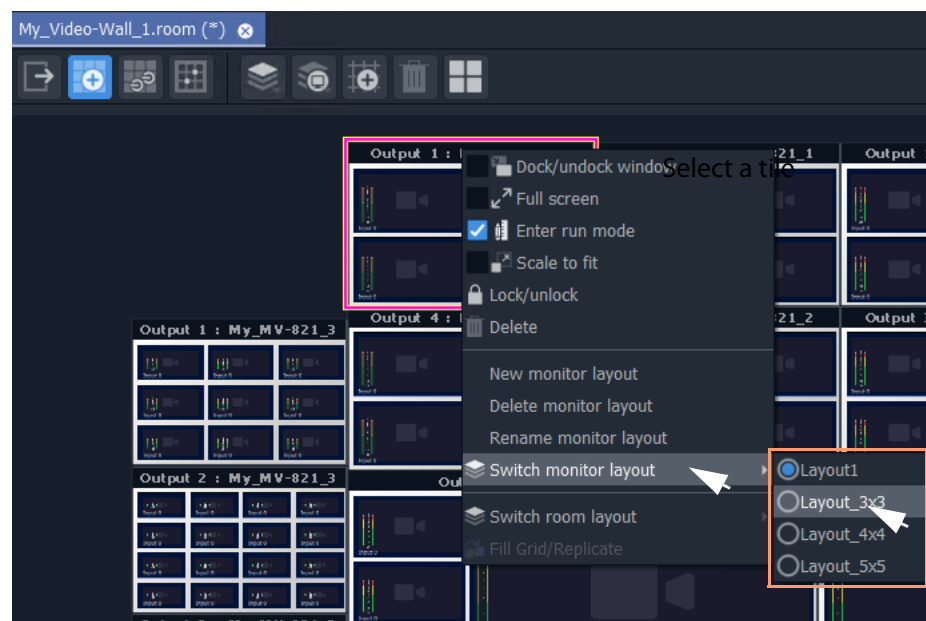 My_Video-Wall_1.room (*)
Output 1 :
821_1
Output
Select a tile
Dock/undock window
Full screen
Enter run mode
Scale to fit
Lock/unlock
Delete
New monitor layout
Delete monitor layout
Rename monitor layout
Switch monitor layout
Switch room layout
Fill Grid/Replicate
Layout1
Layout_3x3
Layout_4x4
Layout_5x5
Output 4 :
821_2
Output
Output 1 : My_MV-821_3
Output 2 : My_MV-821_3